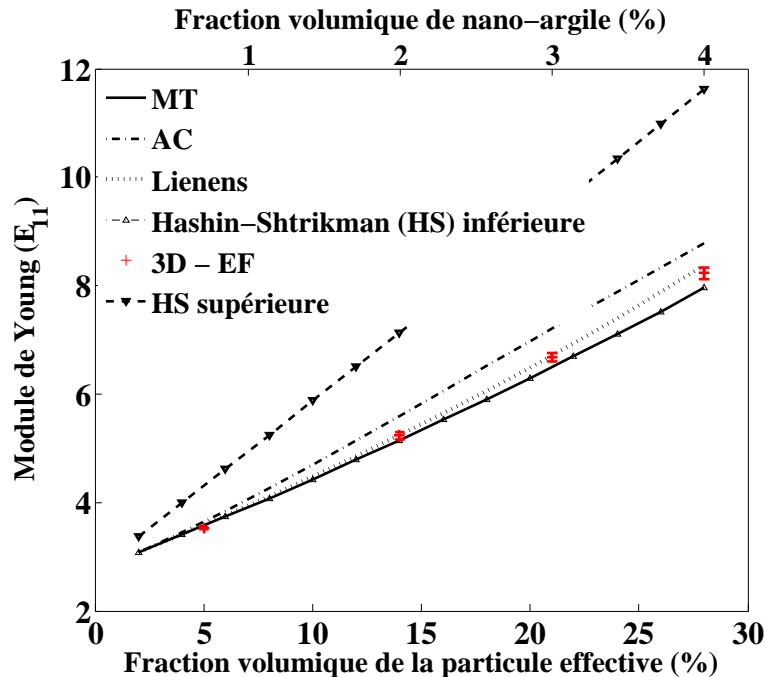 Fraction volumique de nano−argile (%)
1 2 3 4
12
10
8
6
4
2
Module de Young (E11)
MT
AC
Lienens
Hashin−Shtrikman (HS) inférieure
3D − EF
HS supérieure
0 5 10 15 20 25 30
Fraction volumique de la particule effective (%)